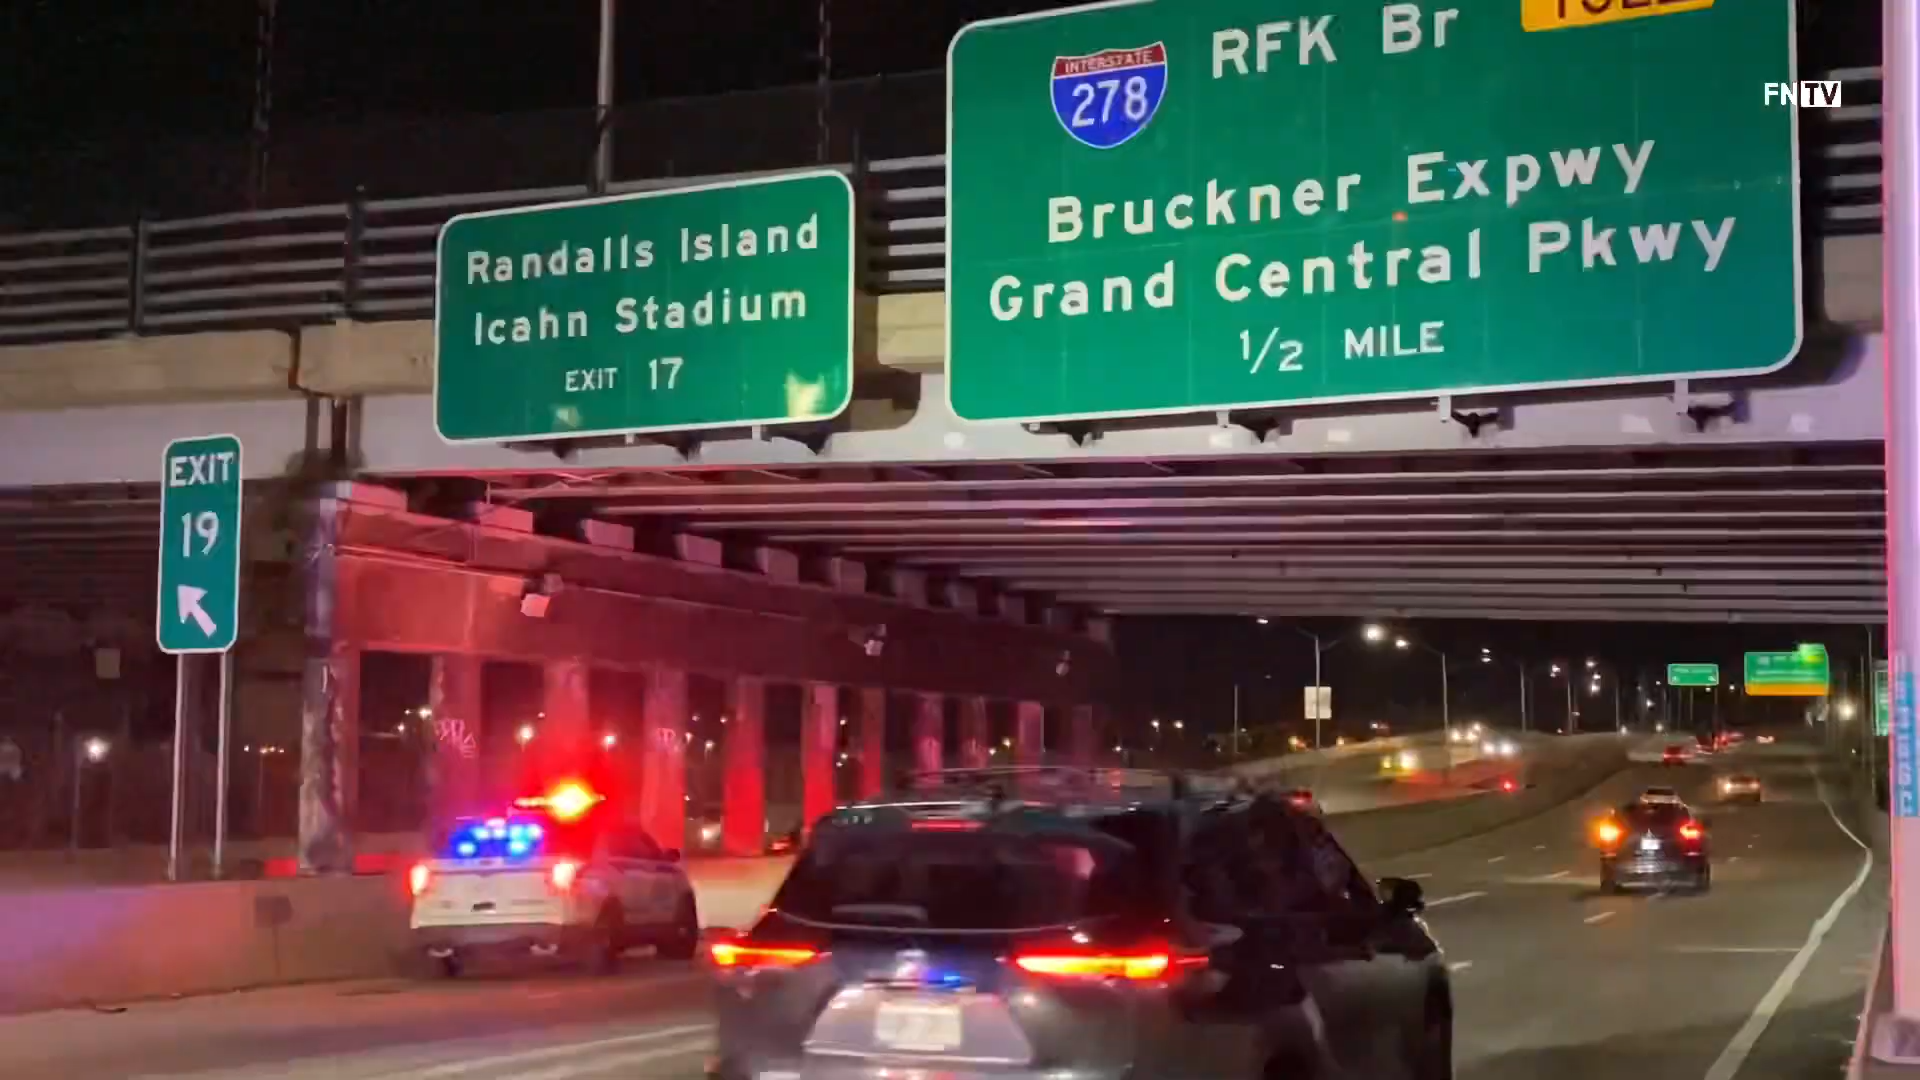 TOLL
RFK Br
INTERSTATE
278
FNTV
Bruckner Expwy
Grand Central Pkwy
1/2 MILE
Randalls Island
Icahn Stadium
EXIT 17
EXIT
19